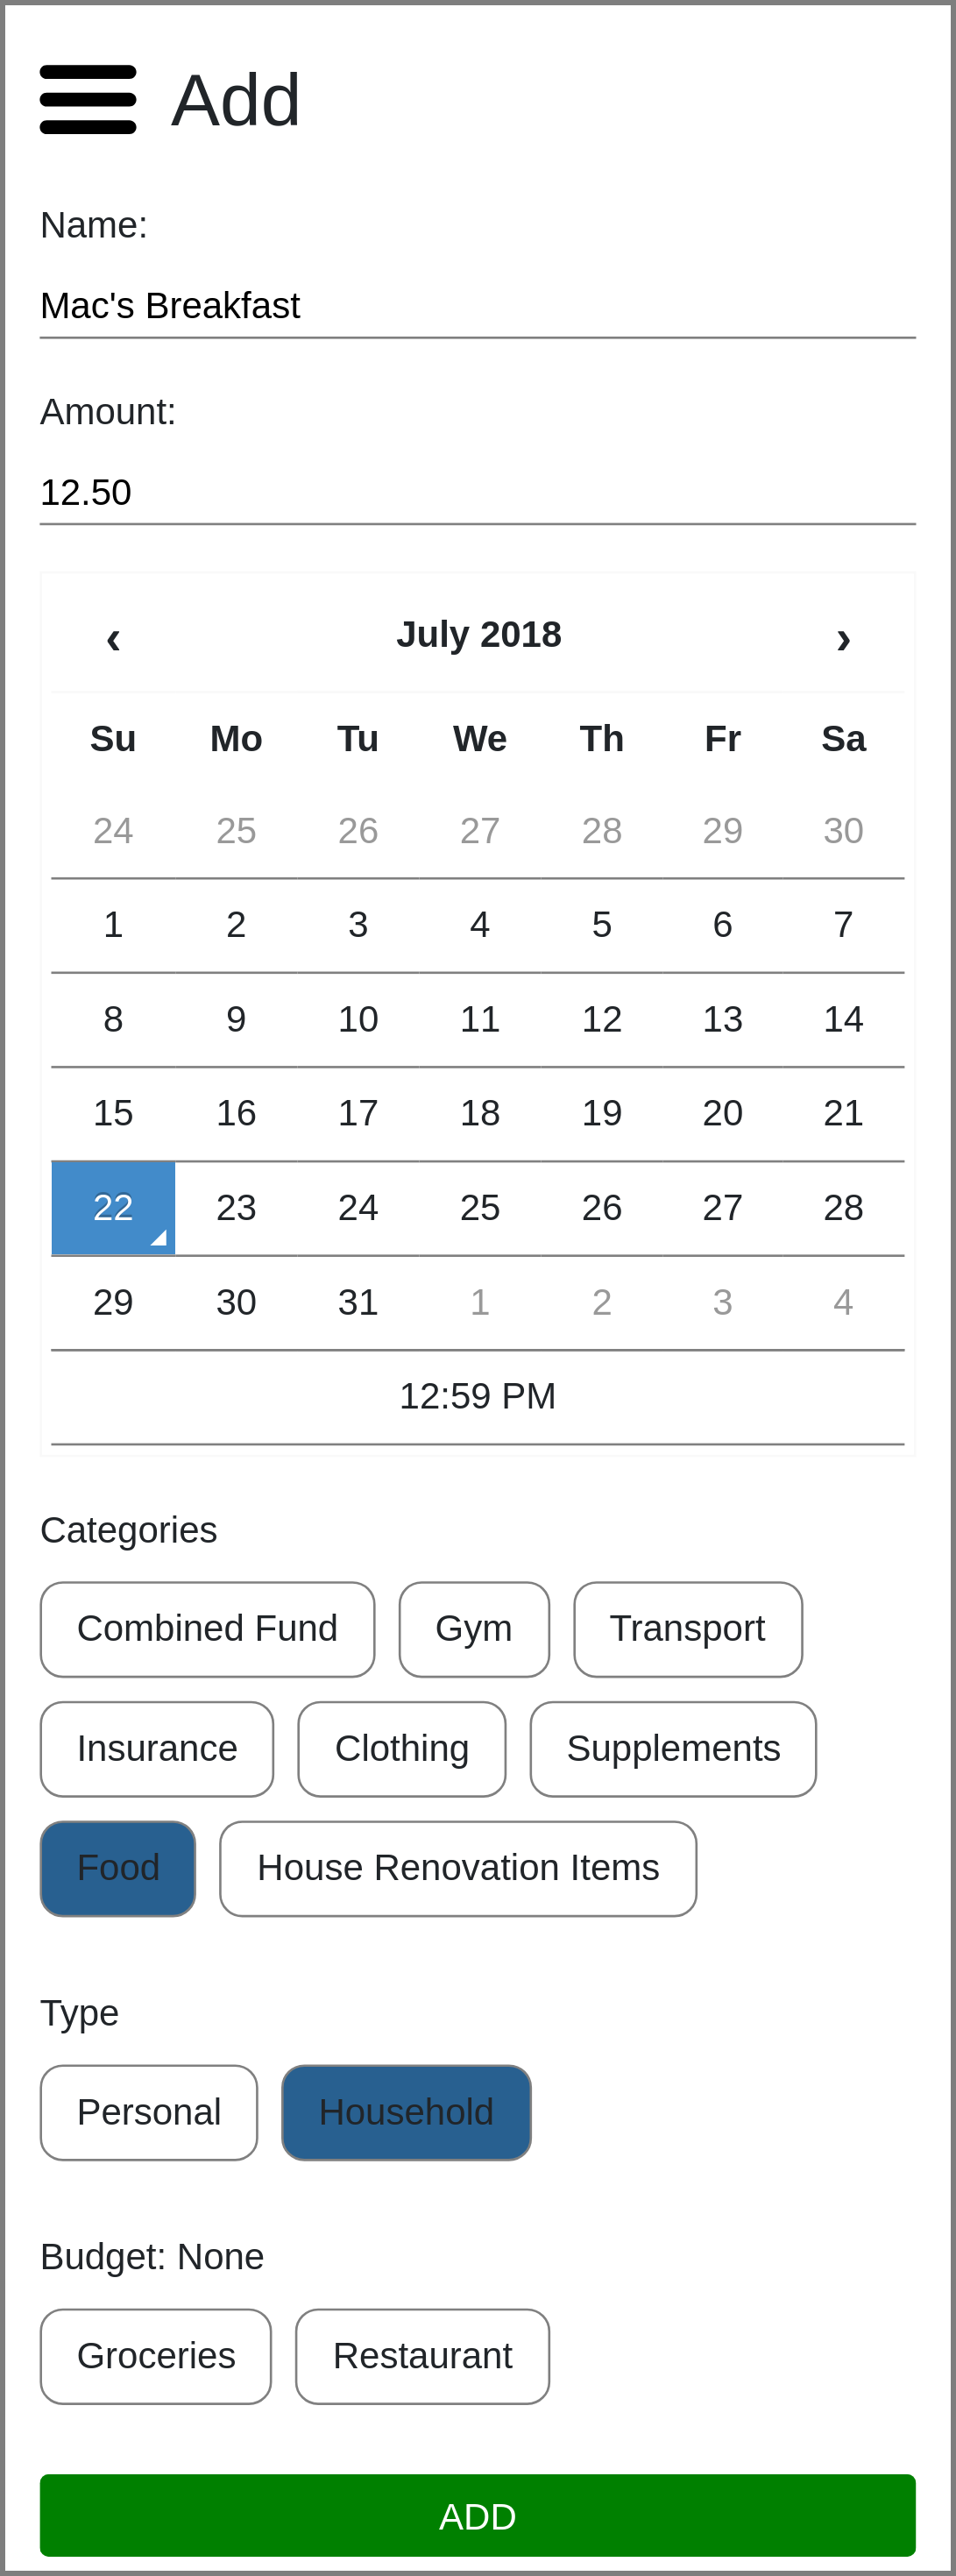 Add
Name:
Mac's Breakfast
Amount:
12.50
‹ July 2018 ›
Su Mo Tu We Th Fr Sa
24 25 26 27 28 29 30
1 2 3 4 5 6 7
8 9 10 11 12 13 14
15 16 17 18 19 20 21
22 23 24 25 26 27 28
29 30 31 1 2 3 4
12:59 PM
Categories
Combined Fund Gym Transport
Insurance Clothing Supplements
Food House Renovation Items
Type
Personal Household
Budget: None
Groceries Restaurant
ADD